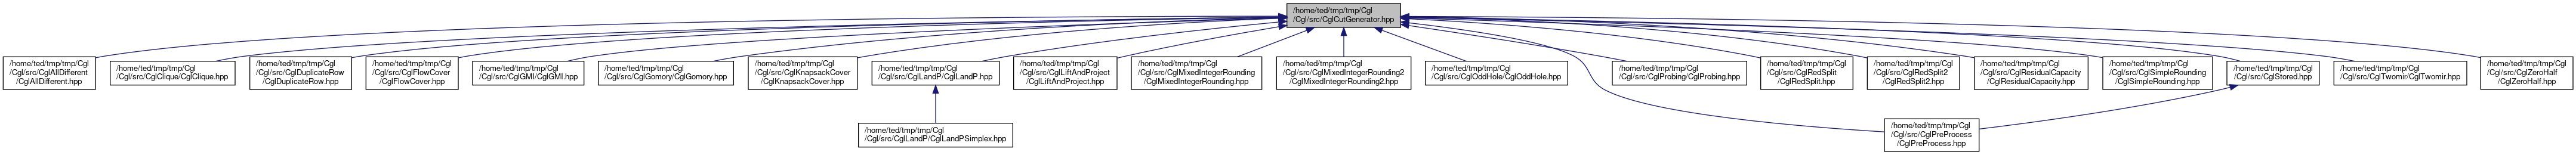 /home/ted/tmp/tmp/Cgl
/Cgl/src/CglCutGenerator.hpp
/home/ted/tmp/tmp/Cgl
/Cgl/src/CglAllDifferent
/CglAllDifferent.hpp
/home/ted/tmp/tmp/Cgl
/Cgl/src/CglClique/CglClique.hpp
/home/ted/tmp/tmp/Cgl
/Cgl/src/CglDuplicateRow
/CglDuplicateRow.hpp
/home/ted/tmp/tmp/Cgl
/Cgl/src/CglFlowCover
/CglFlowCover.hpp
/home/ted/tmp/tmp/Cgl
/Cgl/src/CglGMI/CglGMI.hpp
/home/ted/tmp/tmp/Cgl
/Cgl/src/CglGomory/CglGomory.hpp
/home/ted/tmp/tmp/Cgl
/Cgl/src/CglKnapsackCover
/CglKnapsackCover.hpp
/home/ted/tmp/tmp/Cgl
/Cgl/src/CglLandP/CglLandP.hpp
/home/ted/tmp/tmp/Cgl
/Cgl/src/CglLiftAndProject
/CglLiftAndProject.hpp
/home/ted/tmp/tmp/Cgl
/Cgl/src/CglMixedIntegerRounding
/CglMixedIntegerRounding.hpp
/home/ted/tmp/tmp/Cgl
/Cgl/src/CglMixedIntegerRounding2
/CglMixedIntegerRounding2.hpp
/home/ted/tmp/tmp/Cgl
/Cgl/src/CglOddHole/CglOddHole.hpp
/home/ted/tmp/tmp/Cgl
/Cgl/src/CglProbing/CglProbing.hpp
/home/ted/tmp/tmp/Cgl
/Cgl/src/CglRedSplit
/CglRedSplit.hpp
/home/ted/tmp/tmp/Cgl
/Cgl/src/CglRedSplit2
/CglRedSplit2.hpp
/home/ted/tmp/tmp/Cgl
/Cgl/src/CglResidualCapacity
/CglResidualCapacity.hpp
/home/ted/tmp/tmp/Cgl
/Cgl/src/CglSimpleRounding
/CglSimpleRounding.hpp
/home/ted/tmp/tmp/Cgl
/Cgl/src/CglStored.hpp
/home/ted/tmp/tmp/Cgl
/Cgl/src/CglTwomir/CglTwomir.hpp
/home/ted/tmp/tmp/Cgl
/Cgl/src/CglZeroHalf
/CglZeroHalf.hpp
/home/ted/tmp/tmp/Cgl
/Cgl/src/CglLandP/CglLandPSimplex.hpp
/home/ted/tmp/tmp/Cgl
/Cgl/src/CglPreProcess
/CglPreProcess.hpp